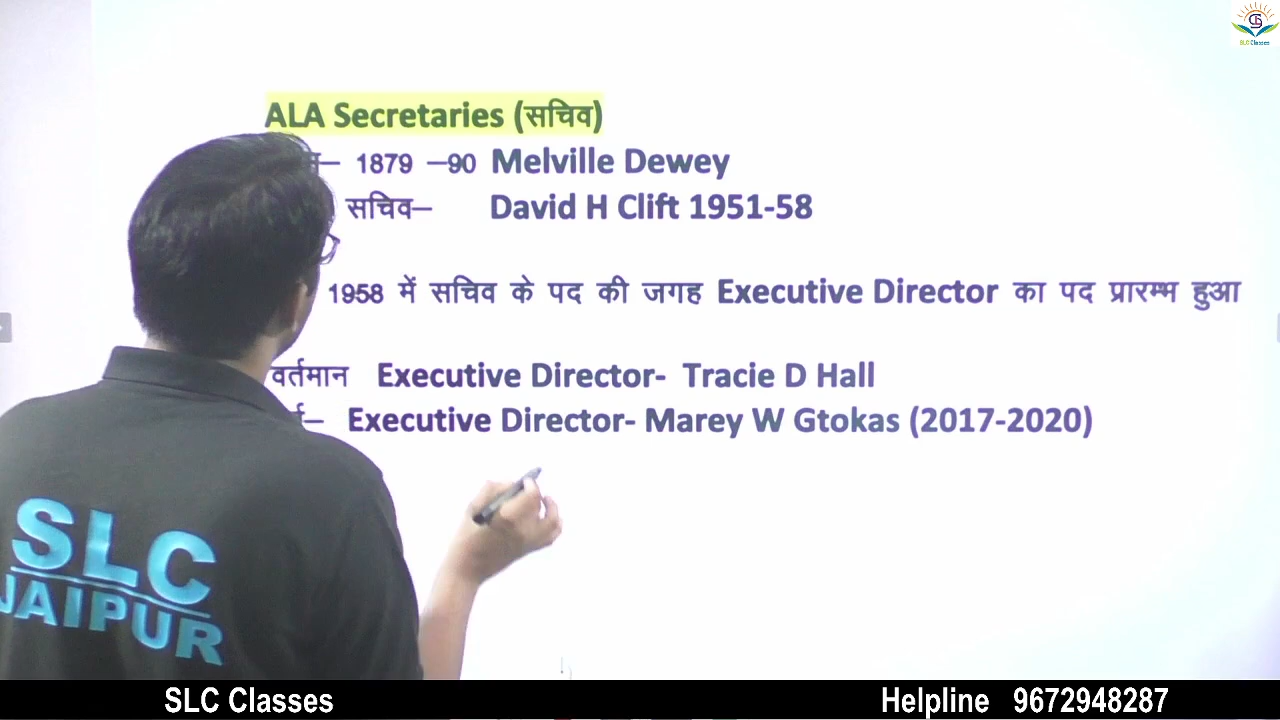 SLC Classes
ALA Secretaries (सचिव)
– 1879 –90 Melville Dewey
सचिव– David H Clift 1951-58
1958 में सचिव के पद की जगह Executive Director का पद प्रारम्भ हुआ
वर्तमान Executive Director- Tracie D Hall
– Executive Director- Marey W Gtokas (2017-2020)
SLC
JAIPUR
SLC Classes Helpline 9672948287